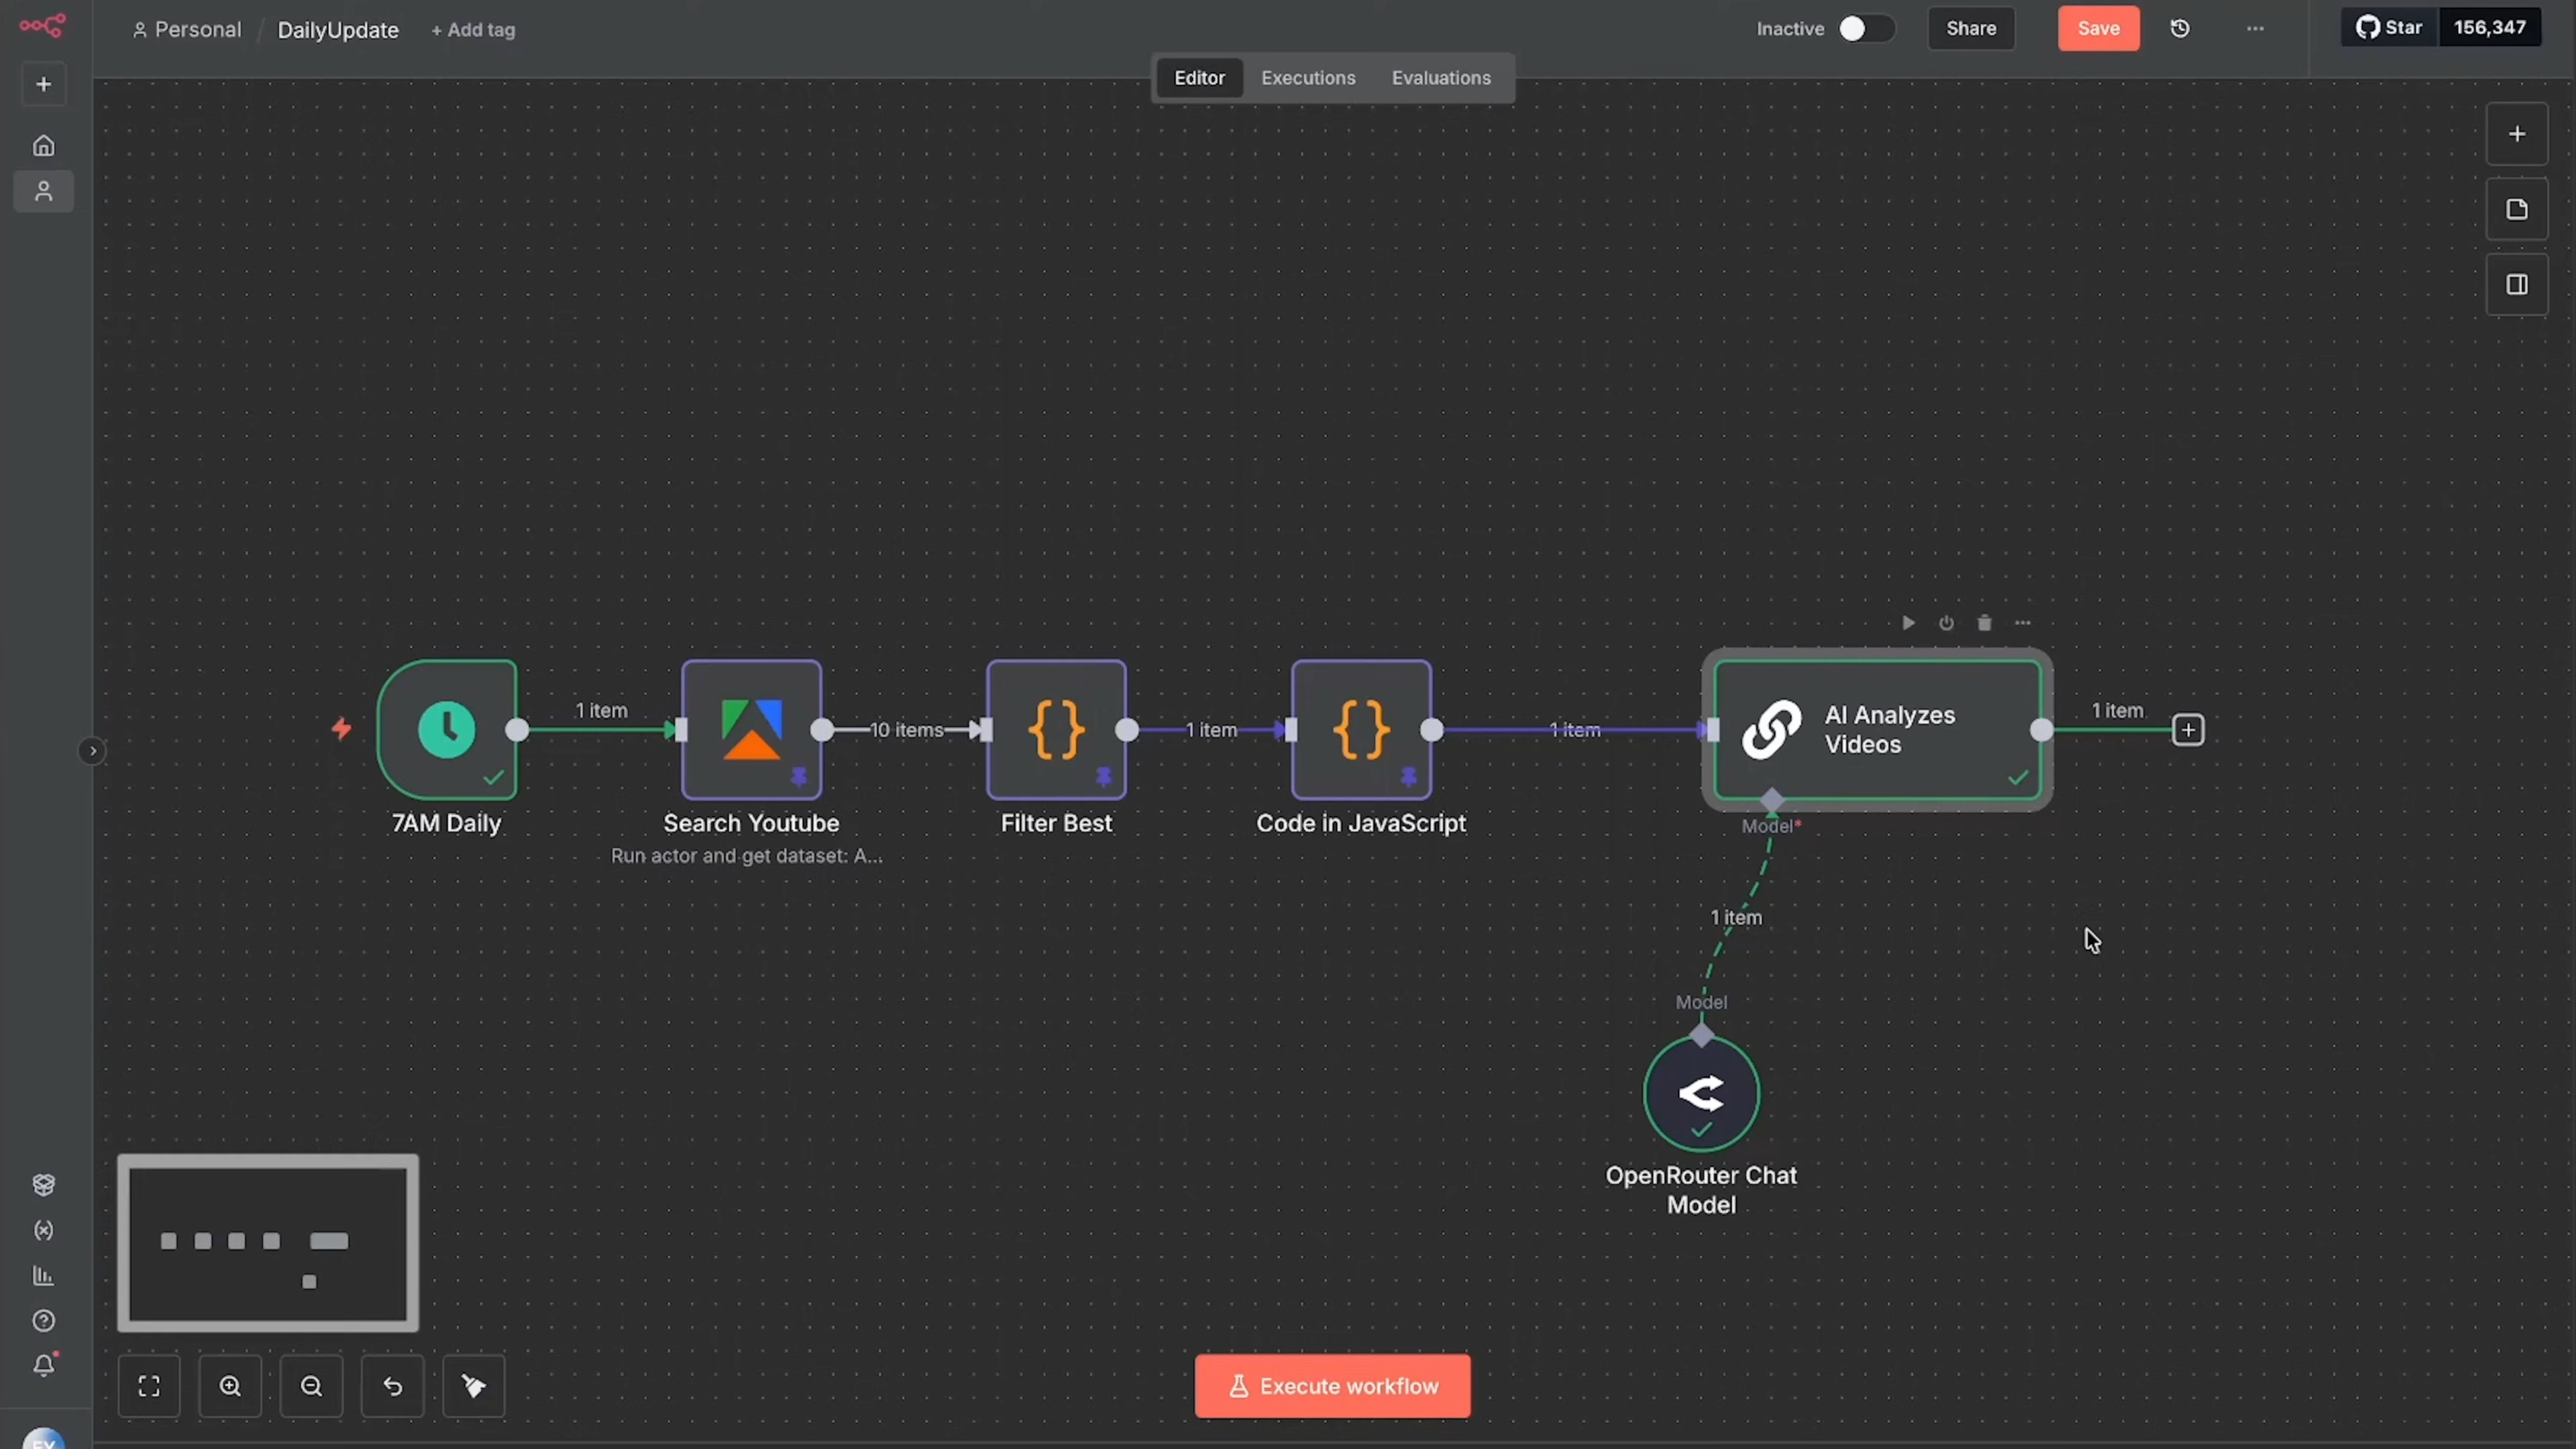 Personal / DailyUpdate + Add tag
Inactive Share Save ... Star 156,347
Editor Executions Evaluations
1 item
10 items
1 item
1 item
AI Analyzes
Videos
1 item
7AM Daily
Search Youtube
Run actor and get dataset: A...
Filter Best
Code in JavaScript
Model*
1 item
Model
OpenRouter Chat
Model
Execute workflow